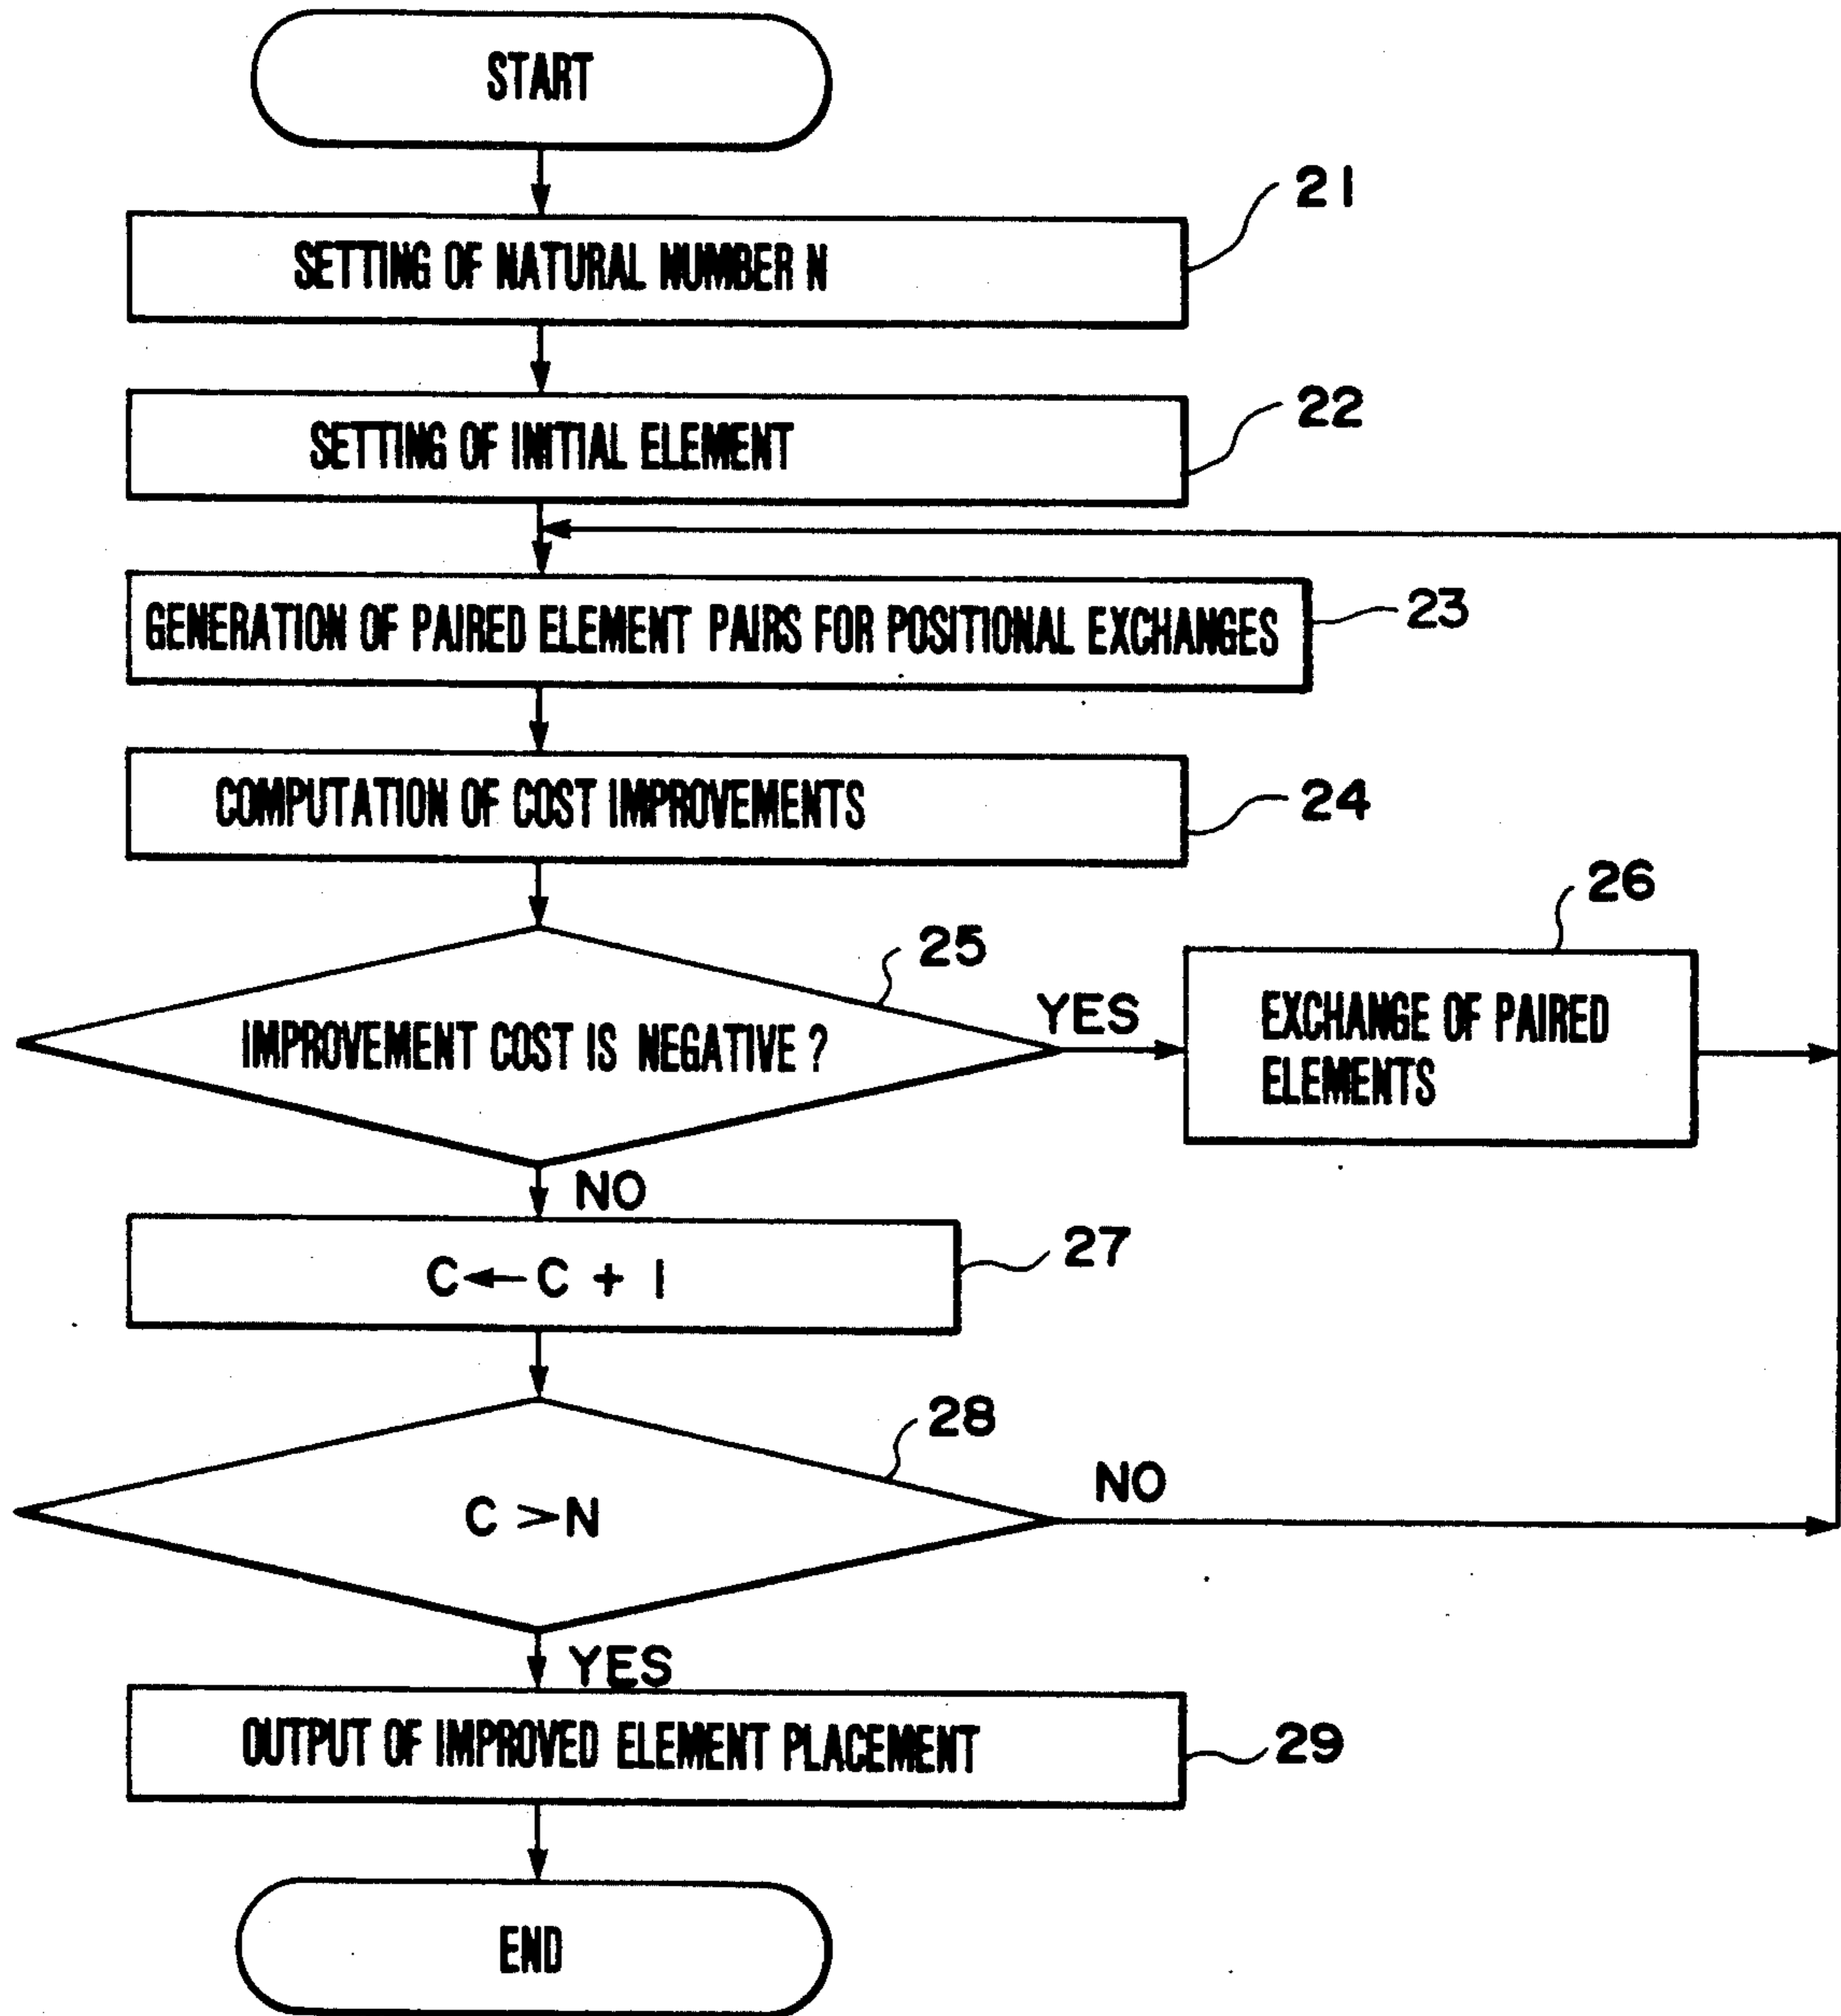 START
21
SETTING OF NATURAL NUMBER N
22
SETTING OF INITIAL ELEMENT
23
GENERATION OF PAIRED ELEMENT PAIRS FOR POSITIONAL EXCHANGES
24
COMPUTATION OF COST IMPROVEMENTS
25
IMPROVEMENT COST IS NEGATIVE ?
YES
26
EXCHANGE OF PAIRED
ELEMENTS
NO
27
C ← C + 1
28
C > N
NO
YES
29
OUTPUT OF IMPROVED ELEMENT PLACEMENT
END